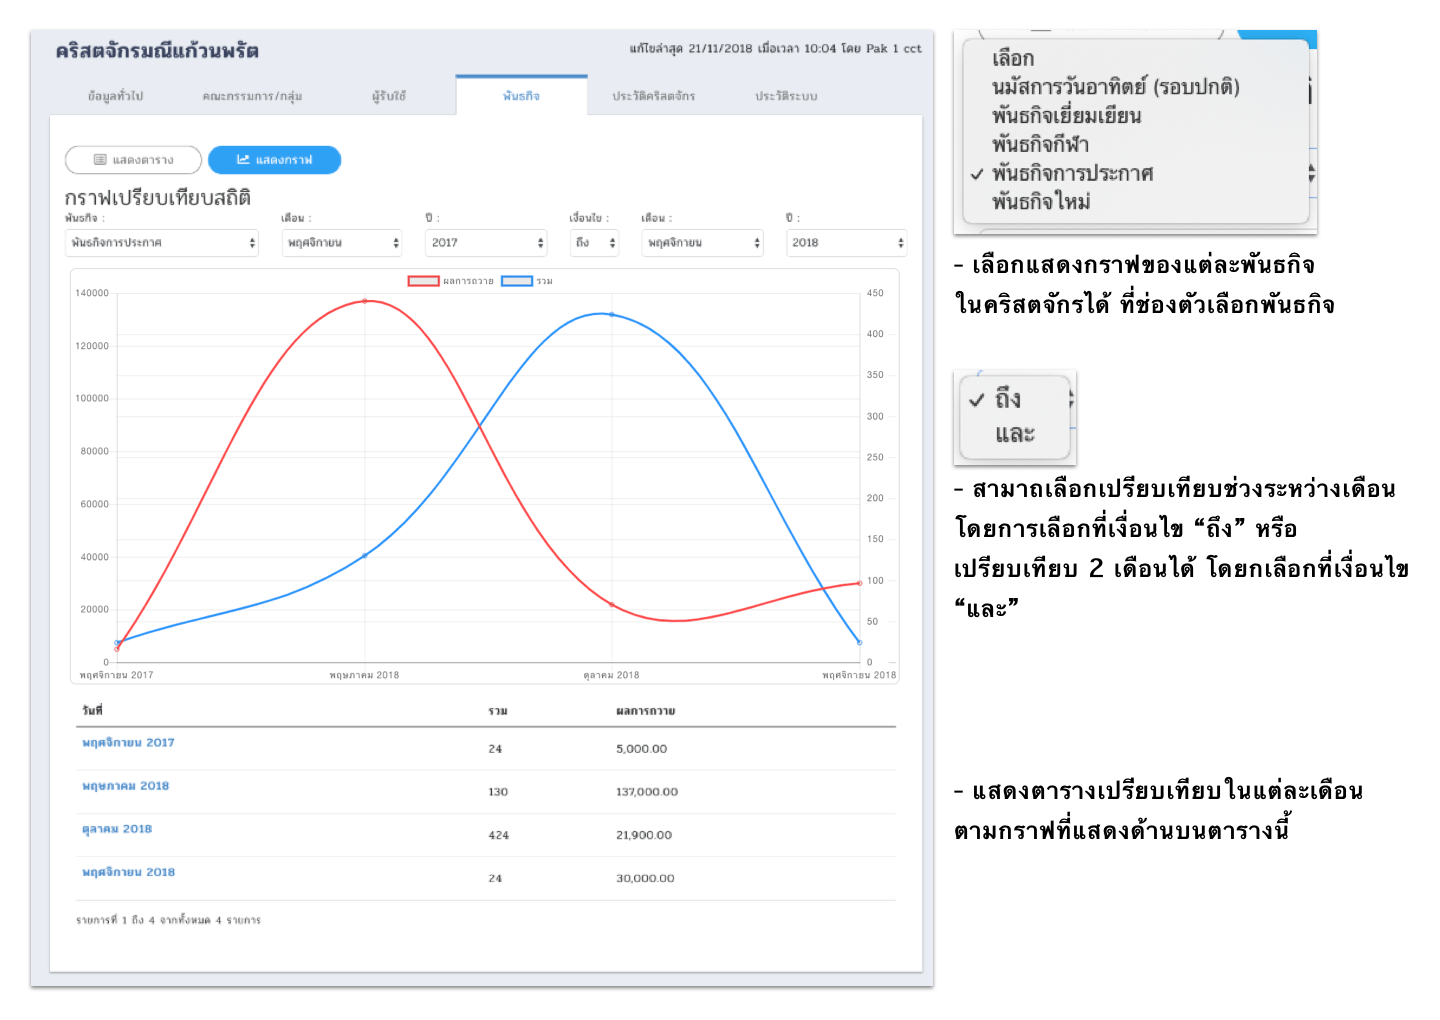 คริสตจักรมณีแก้วนพรัต
แก้ไขล่าสุด 21/11/2018 เมื่อเวลา 10:04 โดย Pak 1 cct
ข้อมูลทั่วไป คณะกรรมการ/กลุ่ม ผู้รับใช้ พันธกิจ ประวัติคริสตจักร ประวัติระบบ
แสดงตาราง แสดงกราฟ
กราฟเปรียบเทียบสถิติ
พันธกิจ : เดือน : ปี : เงื่อนไข : เดือน : ปี :
พันธกิจการประกาศ พฤศจิกายน 2017 ถึง พฤศจิกายน 2018
ผลการถวาย รวม
140000 450
120000 400
350
100000 300
80000 250
60000 200
150
40000 100
20000 50
0 0
พฤศจิกายน 2017 พฤษภาคม 2018 ตุลาคม 2018 พฤศจิกายน 2018
วันที่ รวม ผลการถวาย
พฤศจิกายน 2017 24 5,000.00
พฤษภาคม 2018 130 137,000.00
ตุลาคม 2018 424 21,900.00
พฤศจิกายน 2018 24 30,000.00
รายการที่ 1 ถึง 4 จากทั้งหมด 4 รายการ
เลือก
นมัสการวันอาทิตย์ (รอบปกติ)
พันธกิจเยี่ยมเยียน
พันธกิจกีฬา
✓ พันธกิจการประกาศ
พันธกิจใหม่
- เลือกแสดงกราฟของแต่ละพันธกิจ
ในคริสตจักรได้ ที่ช่องตัวเลือกพันธกิจ
✓ ถึง
และ
- สามาถเลือกเปรียบเทียบช่วงระหว่างเดือน
โดยการเลือกที่เงื่อนไข “ถึง” หรือ
เปรียบเทียบ 2 เดือนได้ โดยกเลือกที่เงื่อนไข
“และ”
- แสดงตารางเปรียบเทียบในแต่ละเดือน
ตามกราฟที่แสดงด้านบนตารางนี้